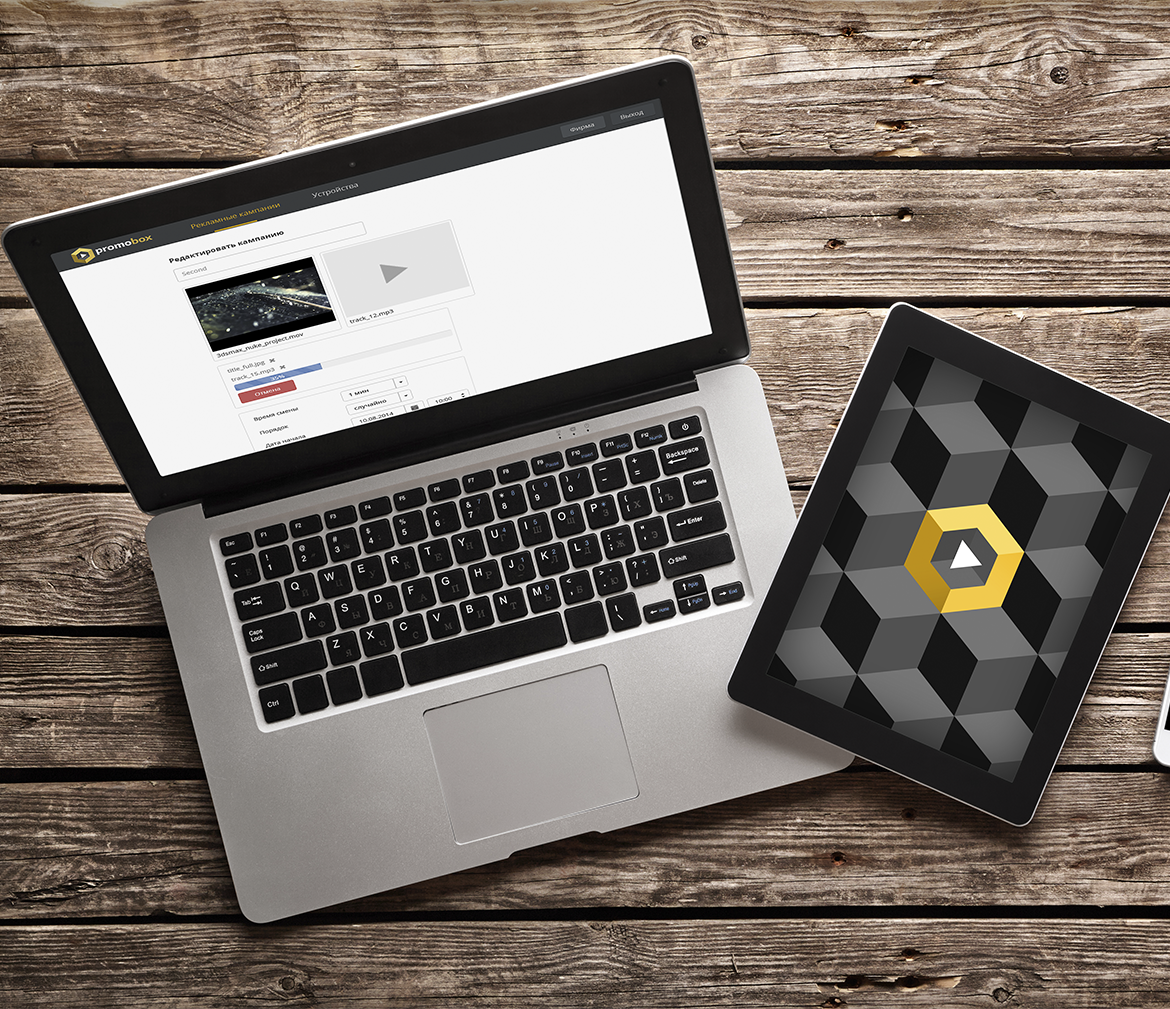 Фирма
Выход
promobox
Рекламные кампании
Устройства
Редактировать кампанию
Second
3dsmax_nuke_project.mov
track_12.mp3
title_full.jpg ✖
track_15.mp3 ✖
35%
Отмена
Время смены 1 мин
Порядок случайно
Дата начала 10.08.2014 10:00
Esc F1 F2 F3 F4 F5 F6 F7 F8 F9 Pause F10 F11 PrtSc F12
Backspace
Delete
Tab Q W E R T Y U I O P
Enter
Caps Lock A S D F G H J K L
Shift Z X C V B N M
Shift
Ctrl
PgUp
Home PgDn End